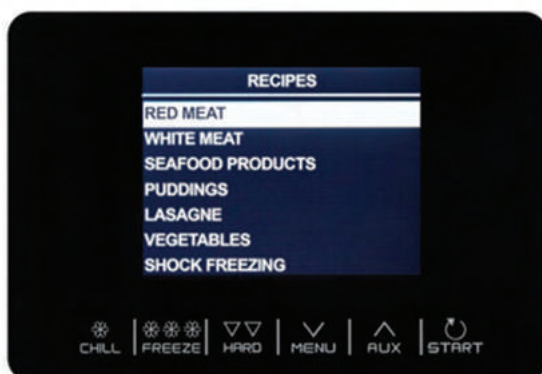 RECIPES
RED MEAT
WHITE MEAT
SEAFOOD PRODUCTS
PUDDINGS
LASAGNE
VEGETABLES
SHOCK FREEZING
CHILL FREEZE HARD MENU AUX START